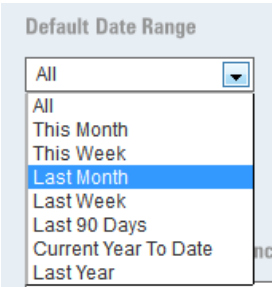 Default Date Range
All
All
This Month
This Week
Last Month
Last Week
Last 90 Days
Current Year To Date
Last Year